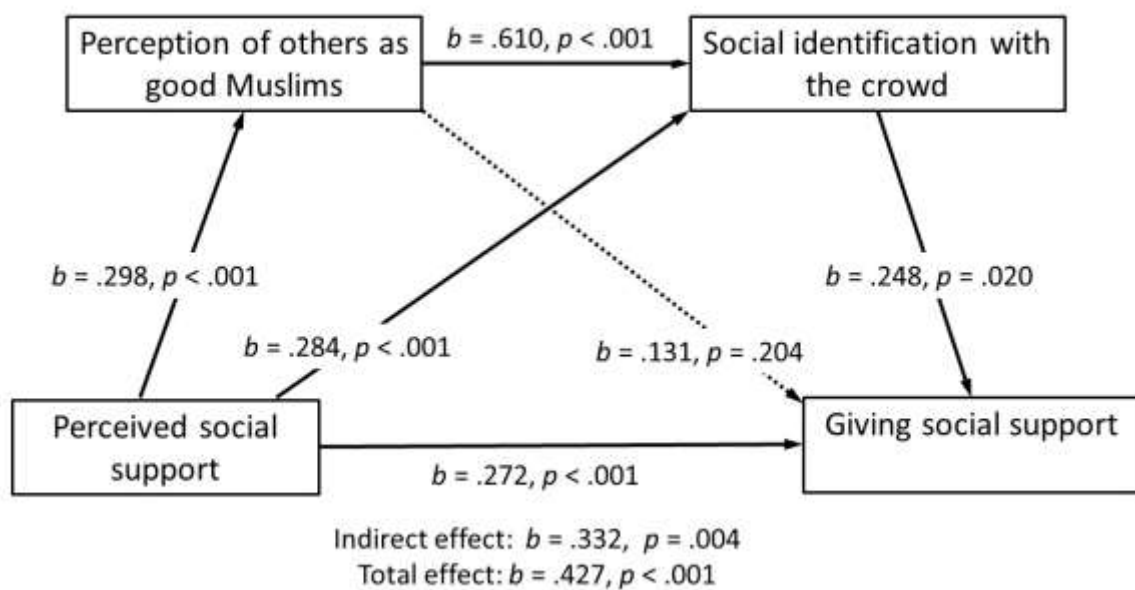 Perception of others as
good Muslims
b = .610, p < .001
Social identification with
the crowd
b = .298, p < .001
b = .248, p = .020
b = .284, p < .001
b = .131, p = .204
Perceived social
support
Giving social support
b = .272, p < .001
Indirect effect: b = .332, p = .004
Total effect: b = .427, p < .001